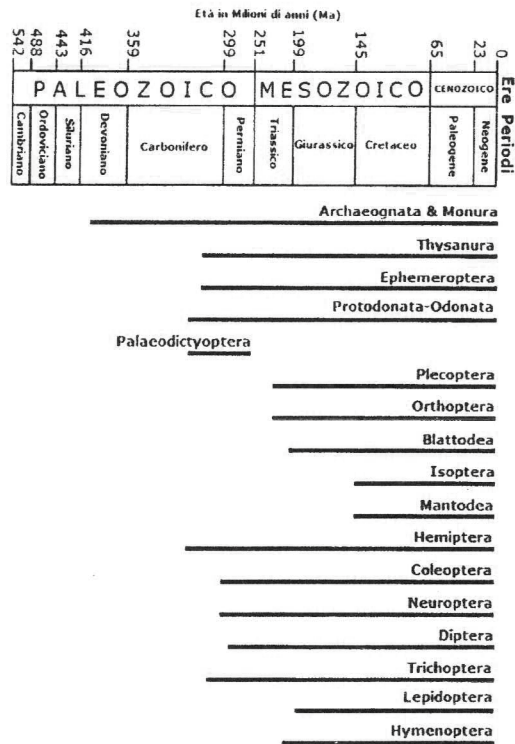 Età in Milioni di anni (Ma)
542 488 443 416 359 299 251 199 145 65 23 0
PALEOZOICO MESOZOICO CENOZOICO Ere
Cambriano Ordoviciano Siluriano Devoniano Carbonifero Permiano Triassico Giurassico Cretaceo Paleogene Neogene Periodi
Archaeognata & Monura
Thysanura
Ephemeroptera
Protodonata-Odonata
Palaeodictyoptera
Plecoptera
Orthoptera
Blattodea
Isoptera
Mantodea
Hemiptera
Coleoptera
Neuroptera
Diptera
Trichoptera
Lepidoptera
Hymenoptera